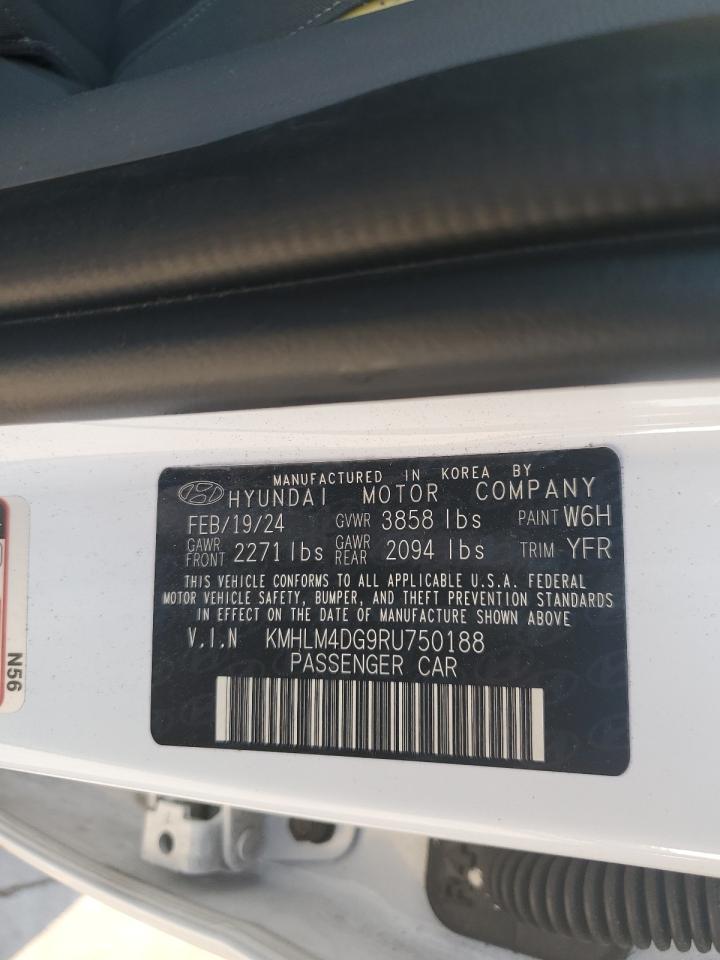 MANUFACTURED IN KOREA BY
HYUNDAI MOTOR COMPANY
FEB/19/24 GVWR 3858 lbs PAINT W6H
GAWR FRONT 2271 lbs GAWR REAR 2094 lbs TRIM YFR
THIS VEHICLE CONFORMS TO ALL APPLICABLE U.S.A. FEDERAL
MOTOR VEHICLE SAFETY, BUMPER, AND THEFT PREVENTION STANDARDS
IN EFFECT ON THE DATE OF MANUFACTURE SHOWN ABOVE
V.I.N KMHLM4DG9RU750188
PASSENGER CAR
N56